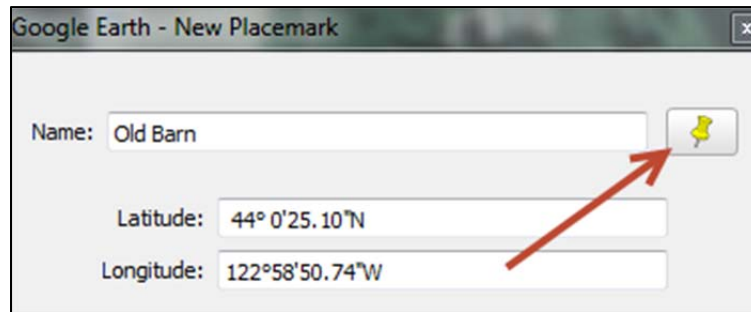 Google Earth - New Placemark
Name: Old Barn
Latitude: 44° 0'25.10"N
Longitude: 122°58'50.74"W